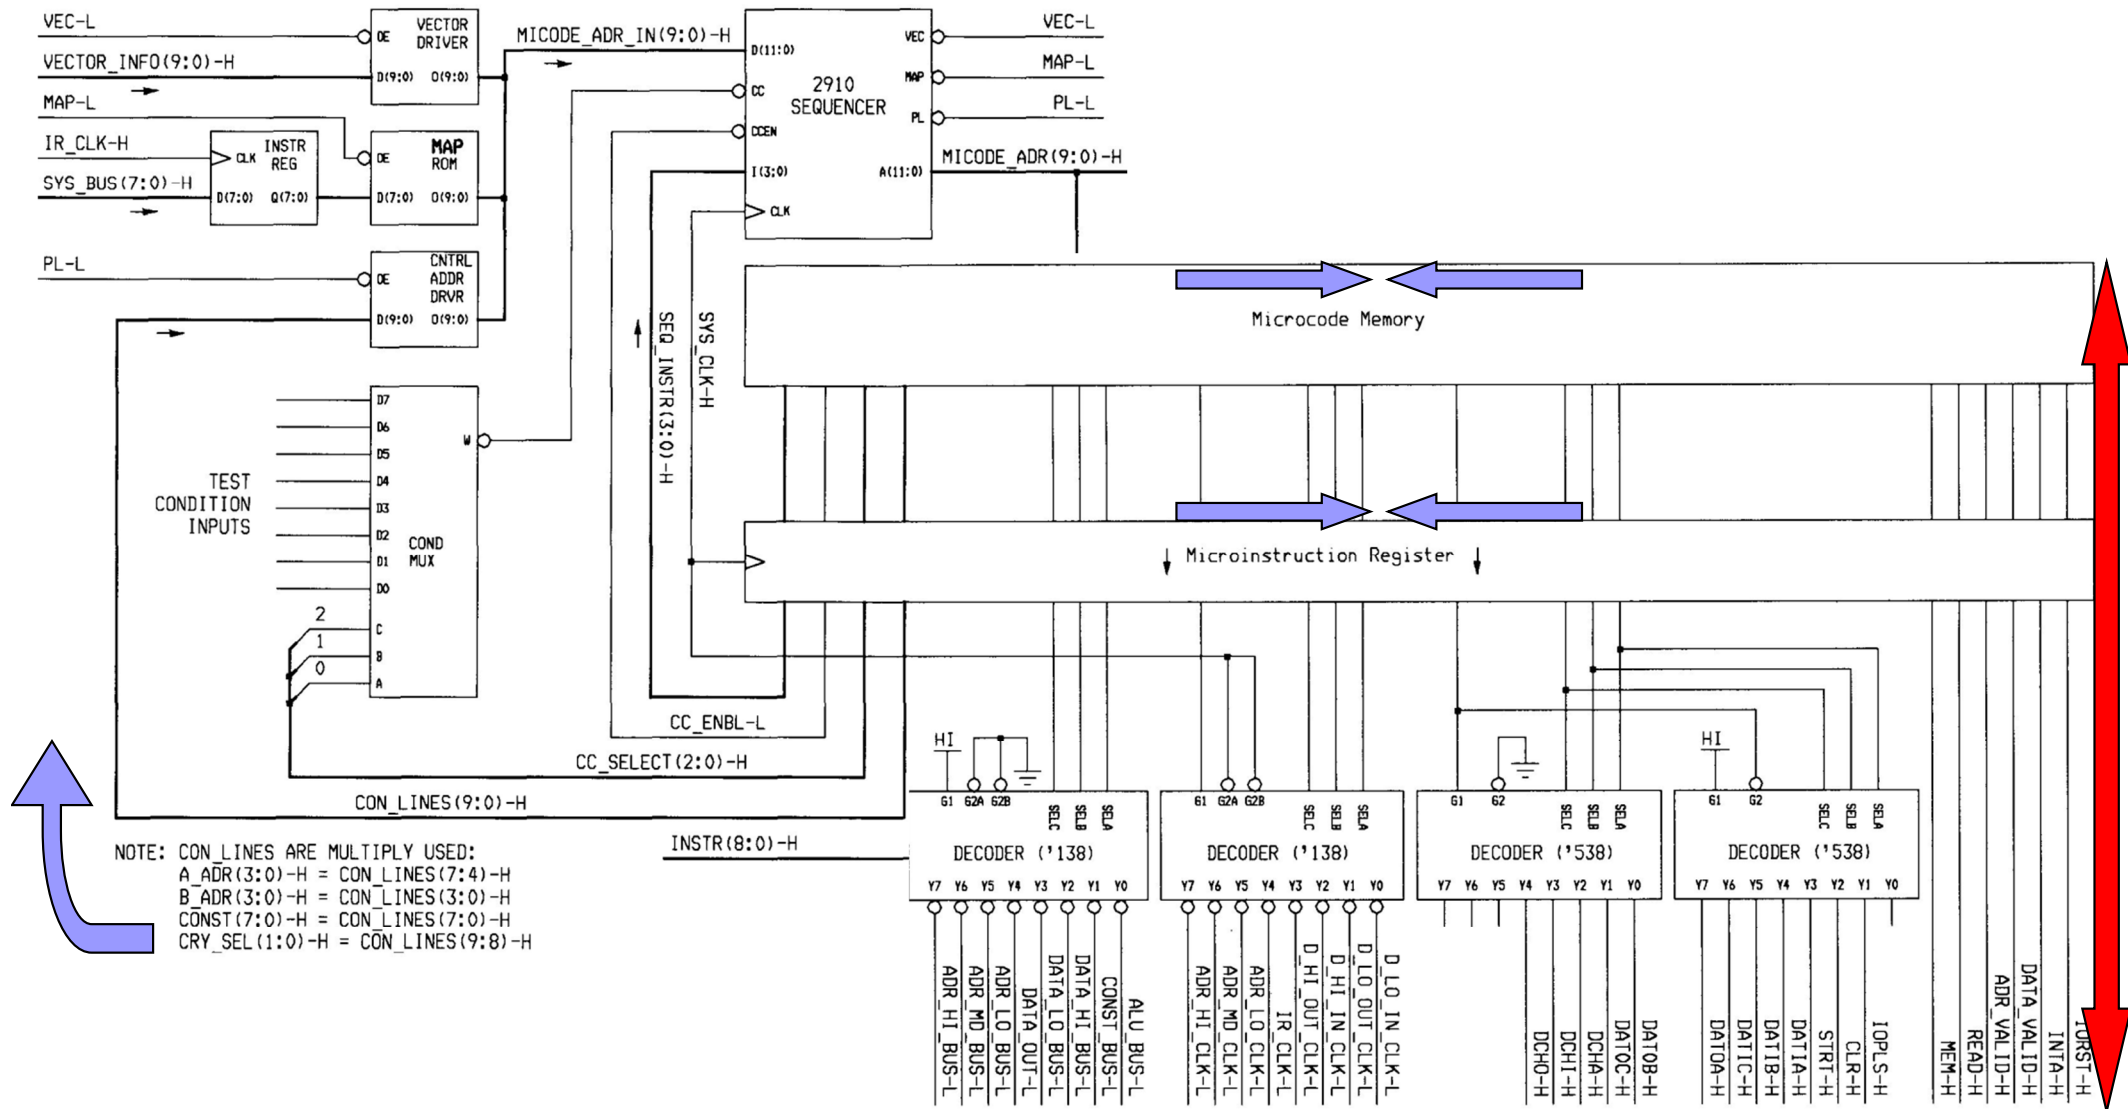 VEC-L
OE
VECTOR
DRIVER
VECTOR_INFO(9:0)-H
D(9:0) O(9:0)
MICODE_ADR_IN(9:0)-H
MAP-L
IR_CLK-H
CLK
INSTR
REG
SYS_BUS(7:0)-H
D(7:0) Q(7:0)
OE
MAP
ROM
D(7:0) O(9:0)
PL-L
OE
CNTRL
ADDR
DRVR
D(9:0) O(9:0)
D(11:0)
CC
CCEN
I(3:0)
CLK
2910
SEQUENCER
VEC
MAP
PL
A(11:0)
VEC-L
MAP-L
PL-L
MICODE_ADR(9:0)-H
Microcode Memory
SEQ_INSTR(3:0)-H
SYS_CLK-H
TEST
CONDITION
INPUTS
D7
D6
D5
D4
D3
D2
D1
D0
W
COND
MUX
2
1
0
C
B
A
Microinstruction Register
CC_ENBL-L
CC_SELECT(2:0)-H
CON_LINES(9:0)-H
INSTR(8:0)-H
NOTE: CON_LINES ARE MULTIPLY USED:
A_ADR(3:0)-H = CON_LINES(7:4)-H
B_ADR(3:0)-H = CON_LINES(3:0)-H
CONST(7:0)-H = CON_LINES(7:0)-H
CRY_SEL(1:0)-H = CON_LINES(9:8)-H
HI
G1 G2A G2B SELC SELB SELA
DECODER ('138)
Y7 Y6 Y5 Y4 Y3 Y2 Y1 Y0
ADR_HI_BUS-L
ADR_MD_BUS-L
ADR_LO_BUS-L
DATA_OUT-L
DATA_LO_BUS-L
DATA_HI_BUS-L
CONST_BUS-L
ALU_BUS-L
G1 G2A G2B SELC SELB SELA
DECODER ('138)
Y7 Y6 Y5 Y4 Y3 Y2 Y1 Y0
ADR_HI_CLK-L
ADR_MD_CLK-L
ADR_LO_CLK-L
IR_CLK-L
D_HI_OUT_CLK-L
D_HI_IN_CLK-L
D_LO_OUT_CLK-L
D_LO_IN_CLK-L
G1 G2 SELC SELB SELA
DECODER ('538)
Y7 Y6 Y5 Y4 Y3 Y2 Y1 Y0
DCHO-H
DCHI-H
DCHA-H
DATOC-H
DATOB-H
HI
G1 G2 SELC SELB SELA
DECODER ('538)
Y7 Y6 Y5 Y4 Y3 Y2 Y1 Y0
DATOA-H
DATIC-H
DATIB-H
DATIA-H
STRT-H
CLR-H
IOPLS-H
MEM-H
READ-H
ADR_VALID-H
DATA_VALID-H
INTA-H
IORST-H